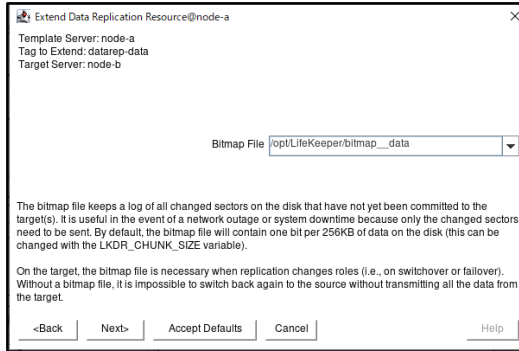 Extend Data Replication Resource@node-a
Template Server: node-a
Tag to Extend: datarep-data
Target Server: node-b
Bitmap File /opt/LifeKeeper/bitmap__data
The bitmap file keeps a log of all changed sectors on the disk that have not yet been committed to the
target(s). It is useful in the event of a network outage or system downtime because only the changed sectors
need to be sent. By default, the bitmap file will contain one bit per 256KB of data on the disk (this can be
changed with the LKDR_CHUNK_SIZE variable).
On the target, the bitmap file is necessary when replication changes roles (i.e., on switchover or failover).
Without a bitmap file, it is impossible to switch back again to the source without transmitting all the data from
the target.
<Back Next> Accept Defaults Cancel Help